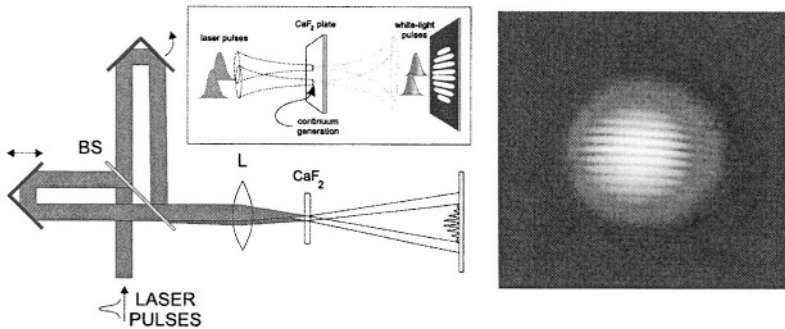 CaF2 plate
laser pulses
white-light
pulses
continuum
generation
BS
L
CaF2
LASER
PULSES